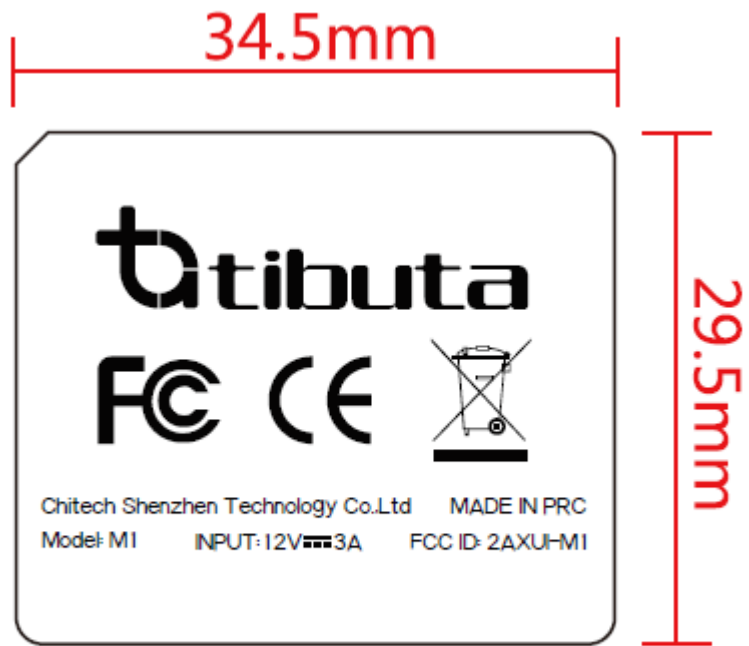 34.5mm
tibuta
FC CE
29.5mm
Chitech Shenzhen Technology Co.Ltd MADE IN PRC
Model: M1 INPUT:12V⎓3A FCC ID: 2AXUI-M1